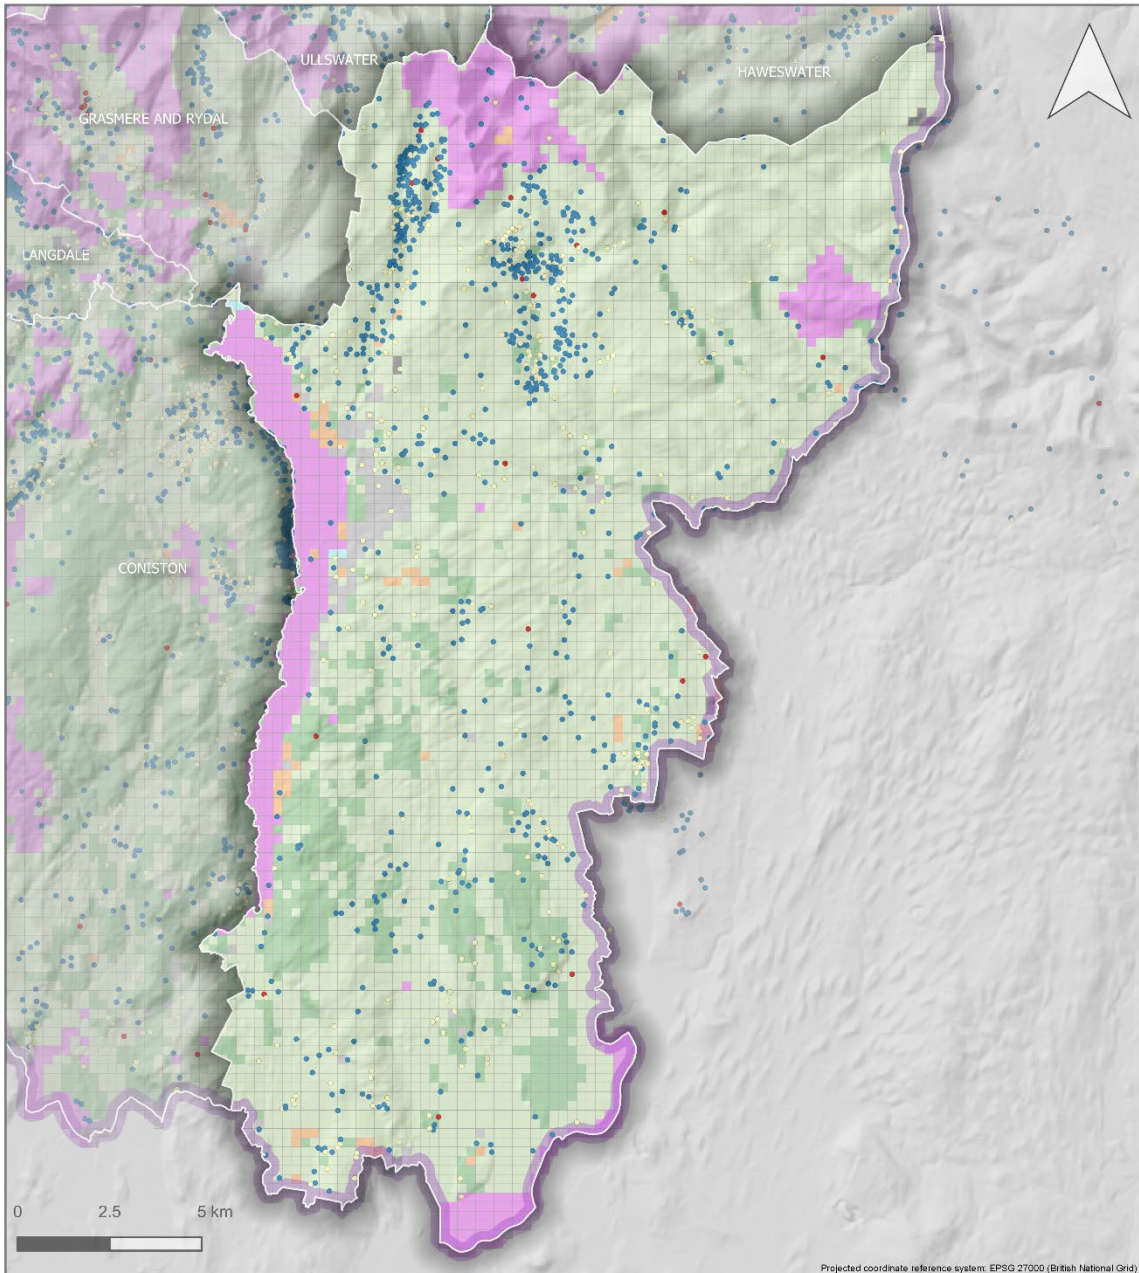 ULLSWATER
HAWESWATER
GRASMERE AND RYDAL
LANGDALE
CONISTON
0 2.5 5 km
Projected coordinate reference system: EPSG 27000 (British National Grid)